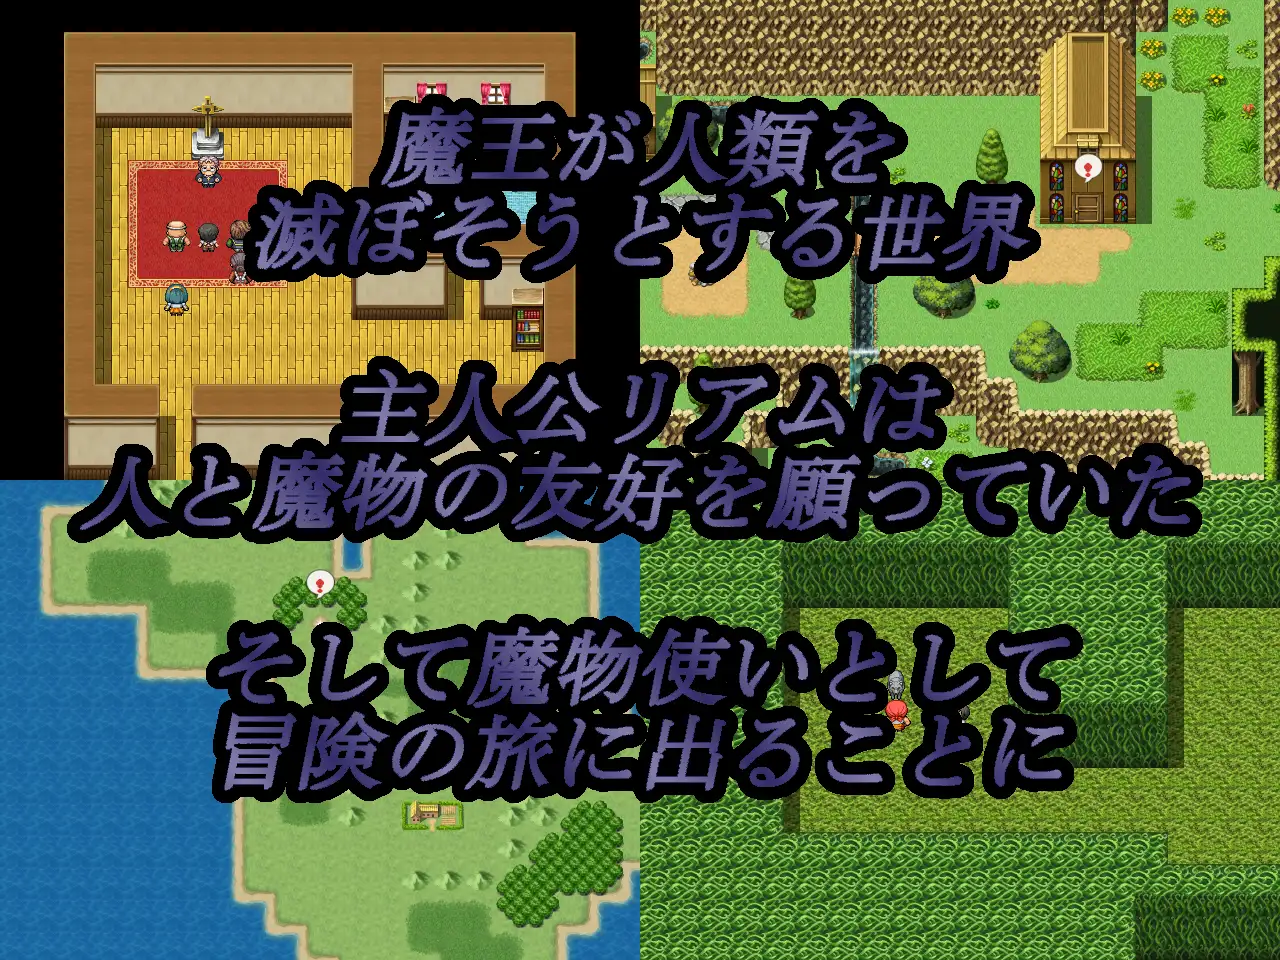 魔王が人類を
滅ぼそうとする世界
主人公リアムは
人と魔物の友好を願っていた
そして魔物使いとして
冒険の旅に出ることに